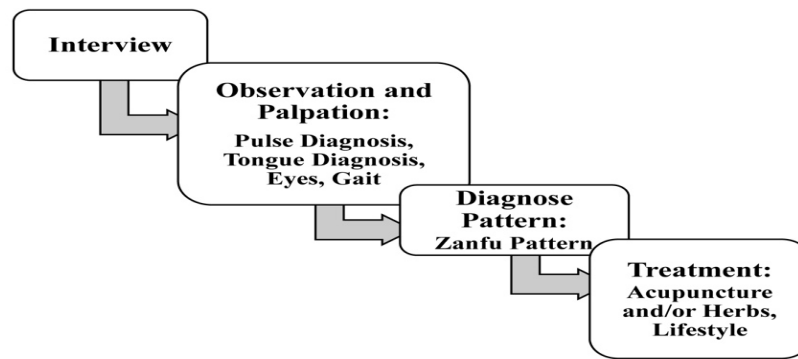 Interview
Observation and
Palpation:
Pulse Diagnosis,
Tongue Diagnosis,
Eyes, Gait
Diagnose
Pattern:
Zanfu Pattern
Treatment:
Acupuncture
and/or Herbs,
Lifestyle